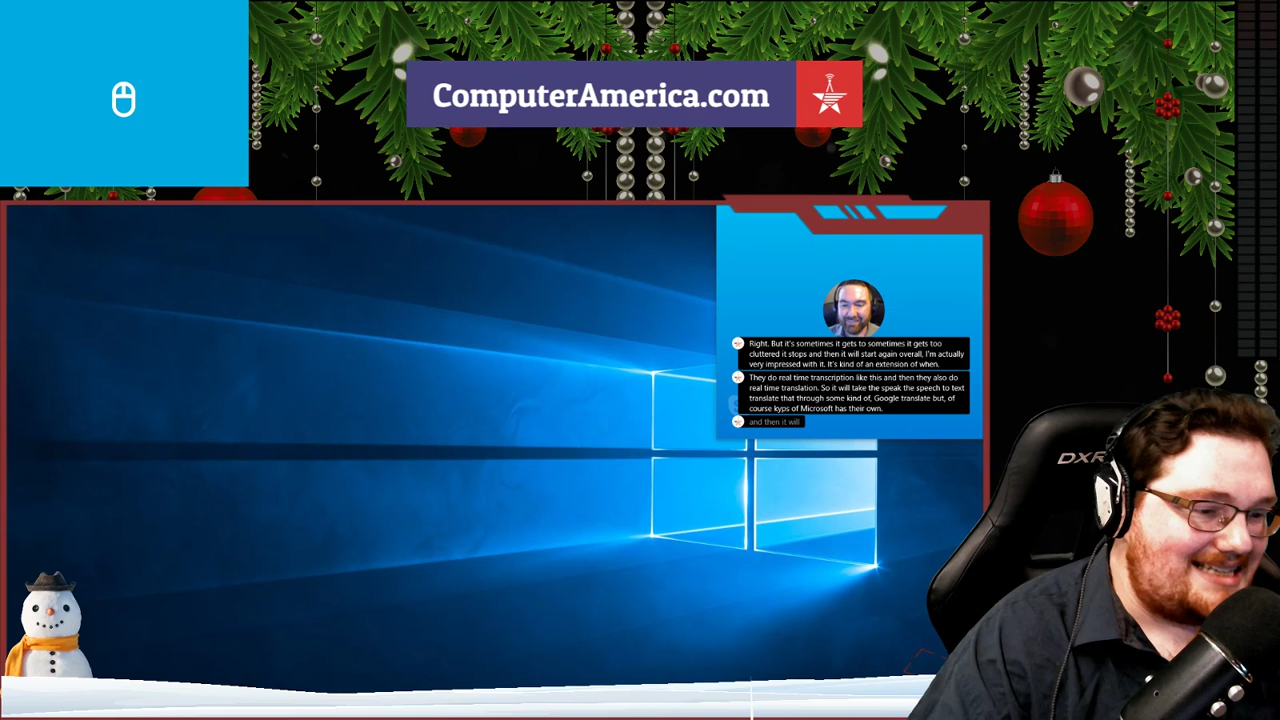 ComputerAmerica.com
Right. But it's sometimes it gets to sometimes it gets too
cluttered it stops and then it will start again overall, I'm actually
very impressed with it. It's kind of an extension of when.
They do real time transcription like this and then they also do
real time translation. So it will take the speak the speech to text
translate that through some kind of, Google translate but, of
course kyps of Microsoft has their own.
and then it will
DXR